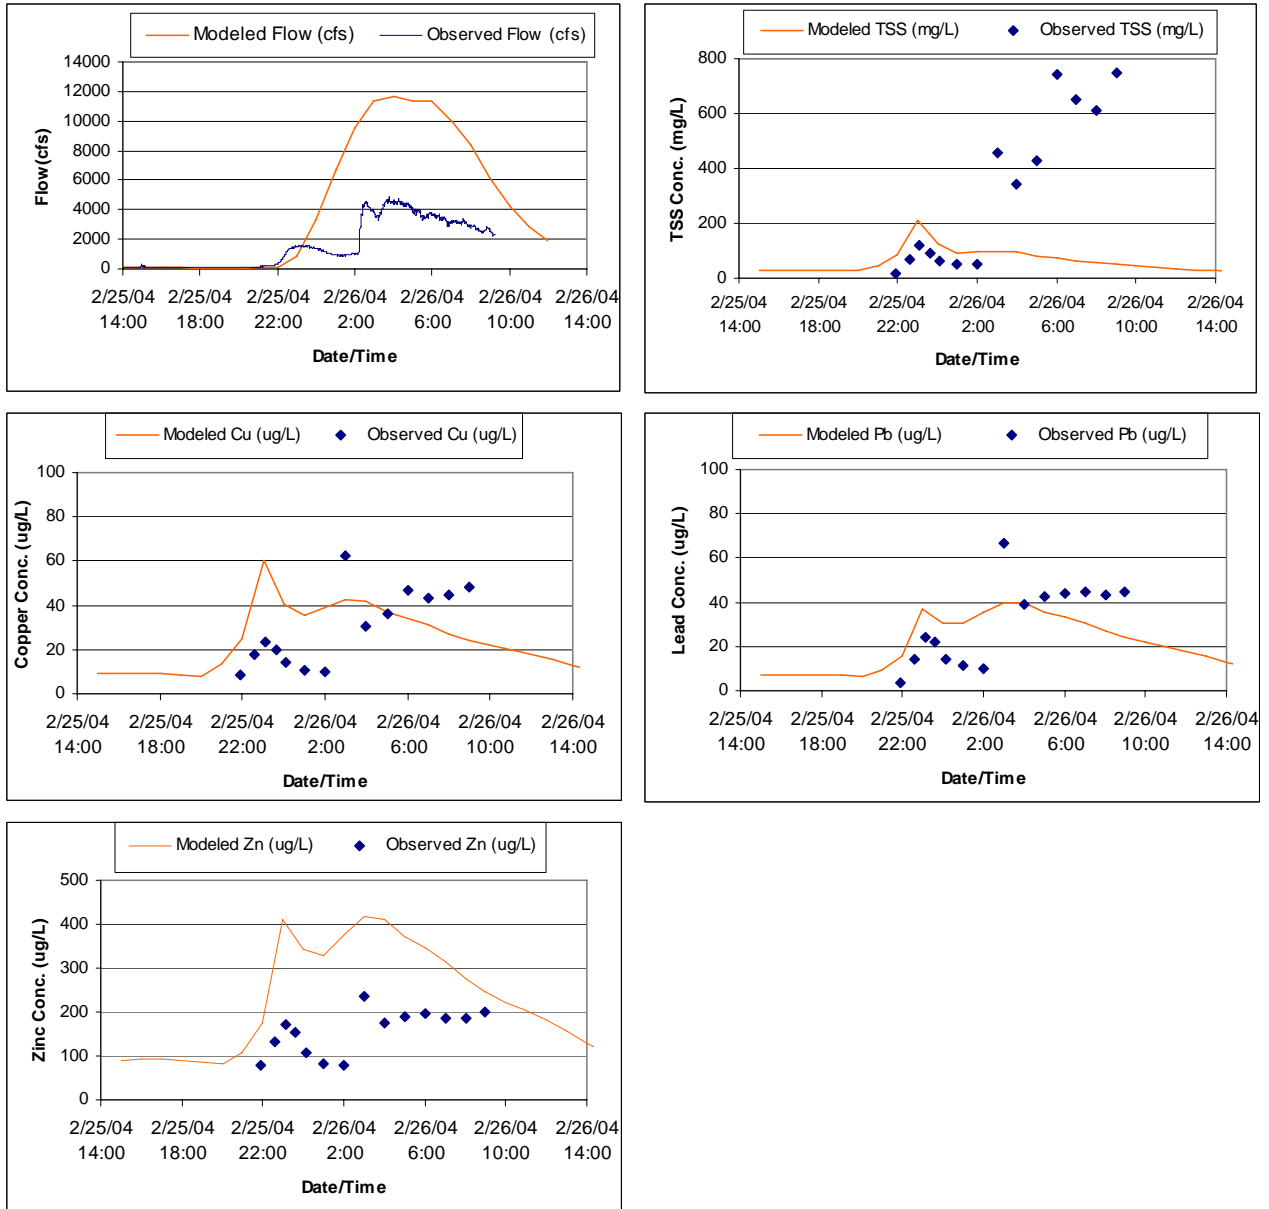 Modeled Flow (cfs) Observed Flow (cfs)
14000
12000
10000
8000
6000
4000
2000
0
Flow (cfs)
2/25/04 2/25/04 2/25/04 2/26/04 2/26/04 2/26/04 2/26/04
14:00 18:00 22:00 2:00 6:00 10:00 14:00
Date/Time
Modeled TSS (mg/L) Observed TSS (mg/L)
800
600
400
200
0
TSS Conc. (mg/L)
2/25/04 2/25/04 2/25/04 2/26/04 2/26/04 2/26/04 2/26/04
14:00 18:00 22:00 2:00 6:00 10:00 14:00
Date/Time
Modeled Cu (ug/L) Observed Cu (ug/L)
100
80
60
40
20
0
Copper Conc. (ug/L)
2/25/04 2/25/04 2/25/04 2/26/04 2/26/04 2/26/04 2/26/04
14:00 18:00 22:00 2:00 6:00 10:00 14:00
Date/Time
Modeled Pb (ug/L) Observed Pb (ug/L)
100
80
60
40
20
0
Lead Conc. (ug/L)
2/25/04 2/25/04 2/25/04 2/26/04 2/26/04 2/26/04 2/26/04
14:00 18:00 22:00 2:00 6:00 10:00 14:00
Date/Time
Modeled Zn (ug/L) Observed Zn (ug/L)
500
400
300
200
100
0
Zinc Conc. (ug/L)
2/25/04 2/25/04 2/25/04 2/26/04 2/26/04 2/26/04 2/26/04
14:00 18:00 22:00 2:00 6:00 10:00 14:00
Date/Time